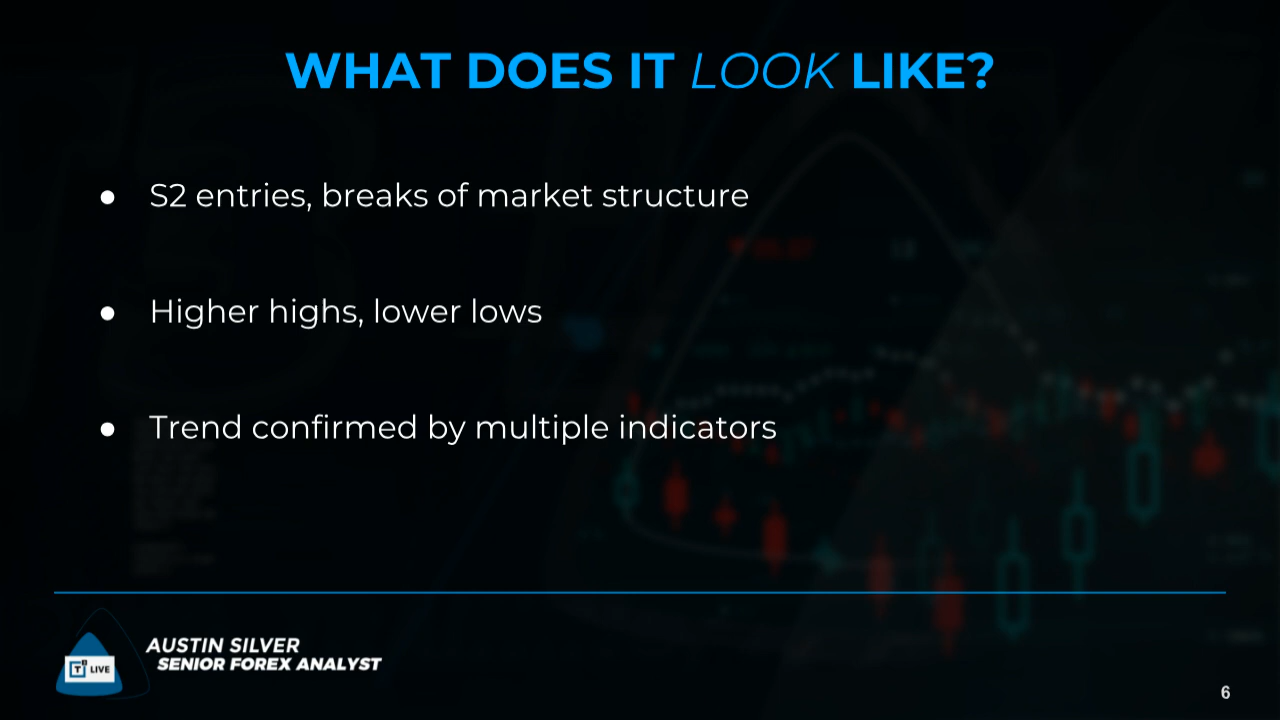 WHAT DOES IT LOOK LIKE?
● S2 entries, breaks of market structure
● Higher highs, lower lows
● Trend confirmed by multiple indicators
AUSTIN SILVER
SENIOR FOREX ANALYST
T3 LIVE
6